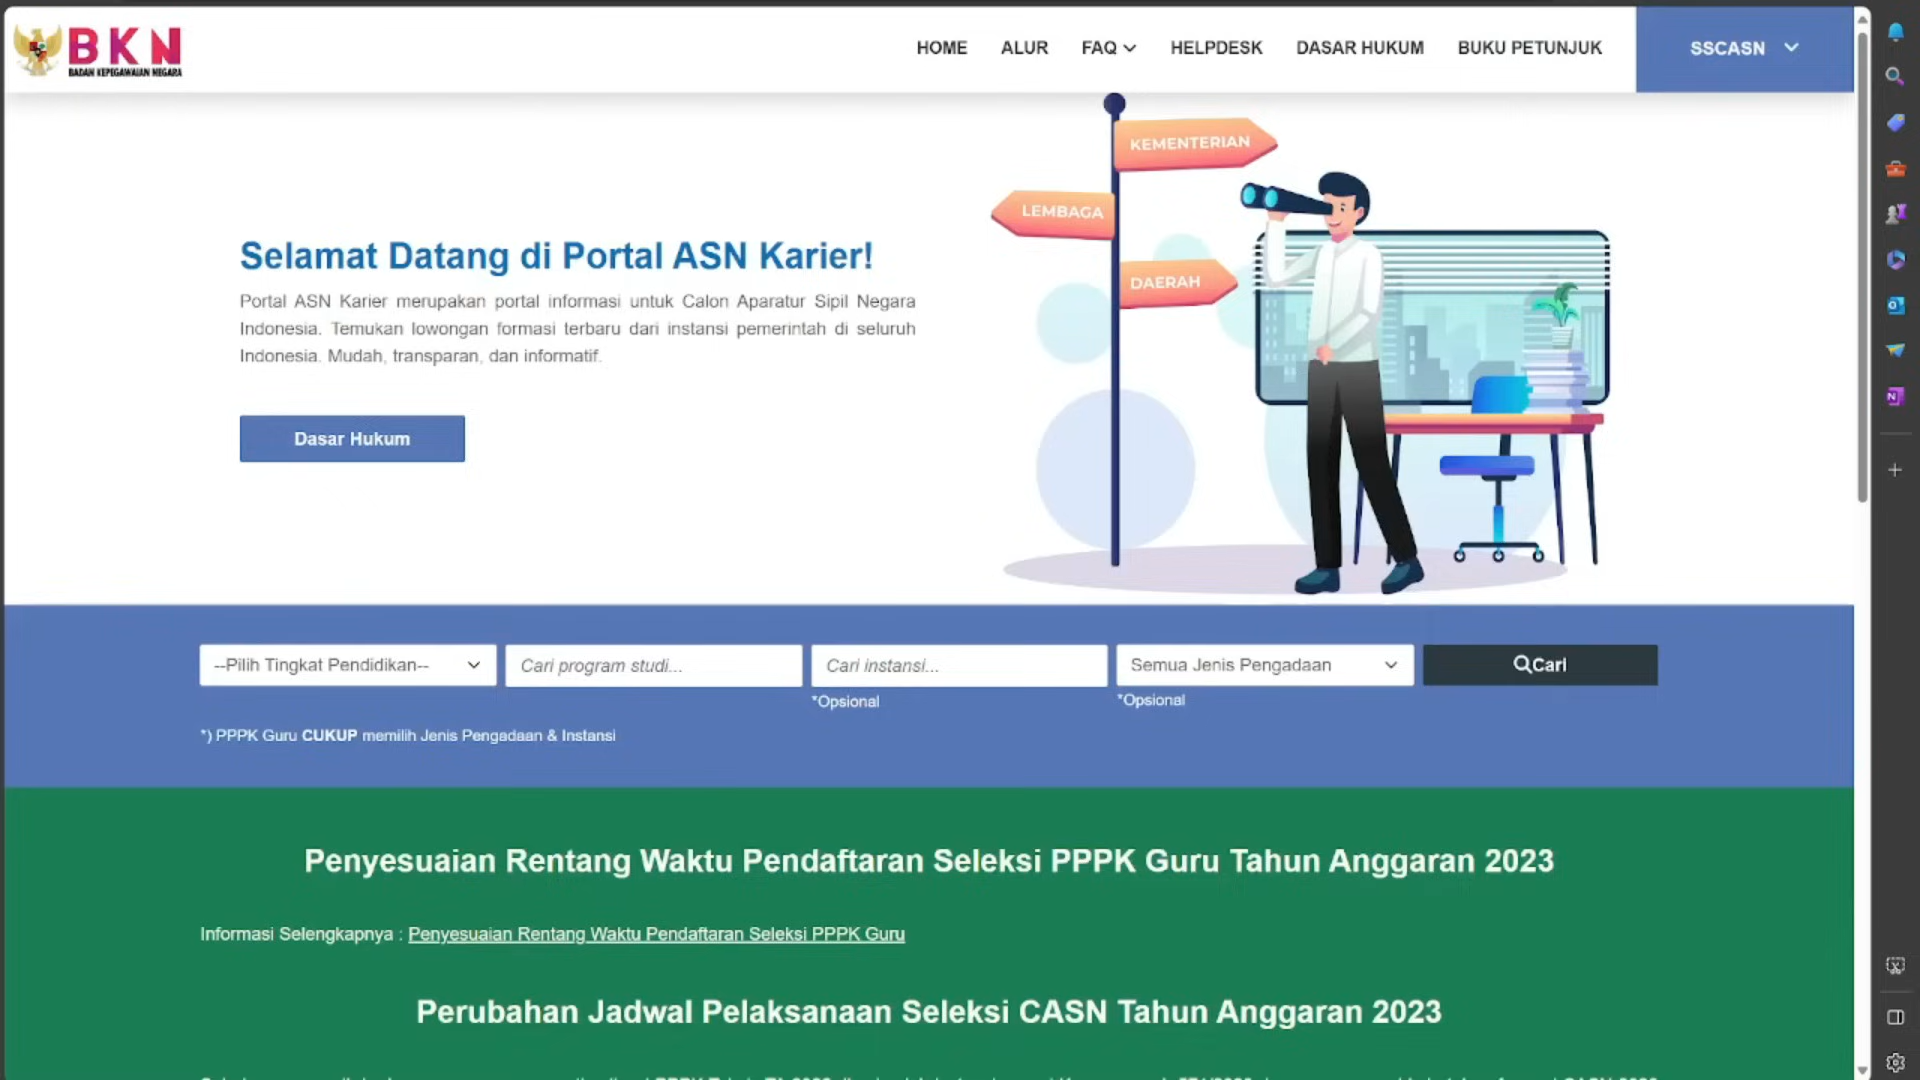 BKN
BADAN KEPEGAWAIAN NEGARA
HOME
ALUR
FAQ
HELPDESK
DASAR HUKUM
BUKU PETUNJUK
SSCASN
KEMENTERIAN
LEMBAGA
DAERAH
Selamat Datang di Portal ASN Karier!
Portal ASN Karier merupakan portal informasi untuk Calon Aparatur Sipil Negara
Indonesia. Temukan lowongan formasi terbaru dari instansi pemerintah di seluruh
Indonesia. Mudah, transparan, dan informatif.
Dasar Hukum
--Pilih Tingkat Pendidikan--
Cari program studi...
Cari instansi...
Semua Jenis Pengadaan
Cari
*Opsional
*Opsional
*) PPPK Guru CUKUP memilih Jenis Pengadaan & Instansi
Penyesuaian Rentang Waktu Pendaftaran Seleksi PPPK Guru Tahun Anggaran 2023
Informasi Selengkapnya : Penyesuaian Rentang Waktu Pendaftaran Seleksi PPPK Guru
Perubahan Jadwal Pelaksanaan Seleksi CASN Tahun Anggaran 2023